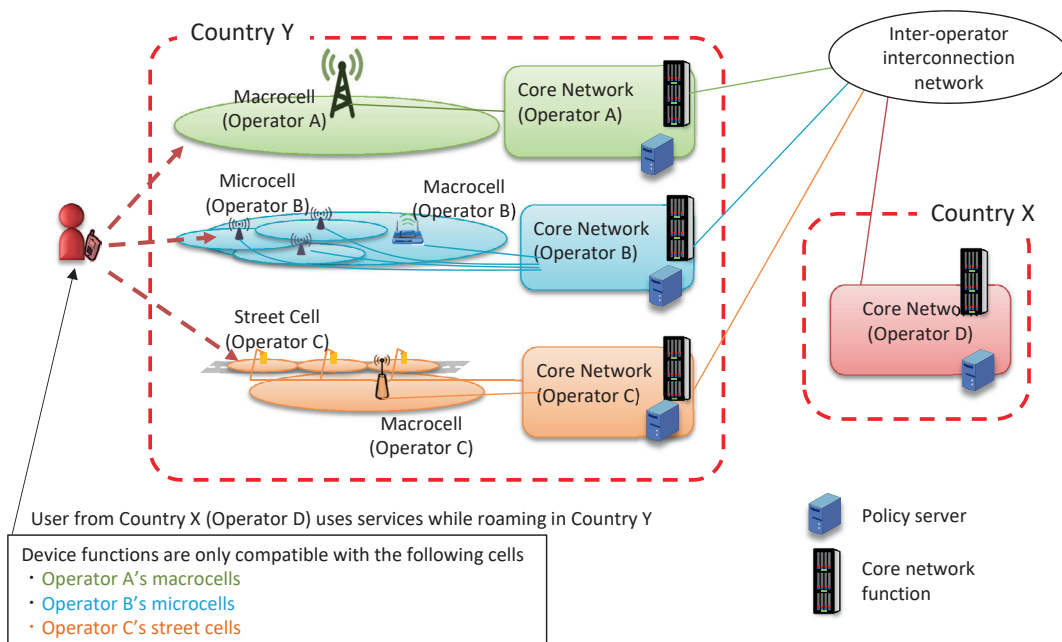 Country Y
Inter-operator
interconnection
network
Macrocell
(Operator A)
Core Network
(Operator A)
Microcell
(Operator B)
Macrocell
(Operator B)
Core Network
(Operator B)
Country X
Core Network
(Operator D)
Street Cell
(Operator C)
Core Network
(Operator C)
Macrocell
(Operator C)
User from Country X (Operator D) uses services while roaming in Country Y
Device functions are only compatible with the following cells
・Operator A’s macrocells
・Operator B’s microcells
・Operator C’s street cells
Policy server
Core network
function